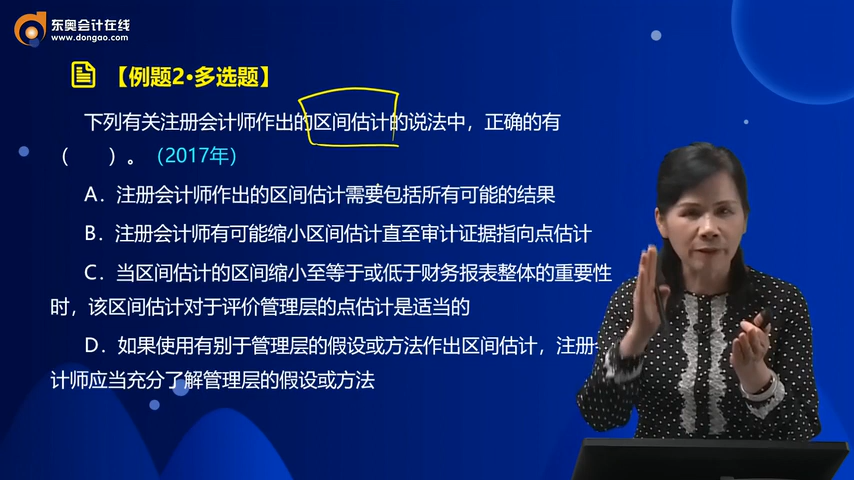 东奥会计在线
www.dongao.com
【例题2·多选题】
下列有关注册会计师作出的区间估计的说法中，正确的有
（ ）。（2017年）
A．注册会计师作出的区间估计需要包括所有可能的结果
B．注册会计师有可能缩小区间估计直至审计证据指向点估计
C．当区间估计的区间缩小至等于或低于财务报表整体的重要性
时，该区间估计对于评价管理层的点估计是适当的
D．如果使用有别于管理层的假设或方法作出区间估计，注册
计师应当充分了解管理层的假设或方法